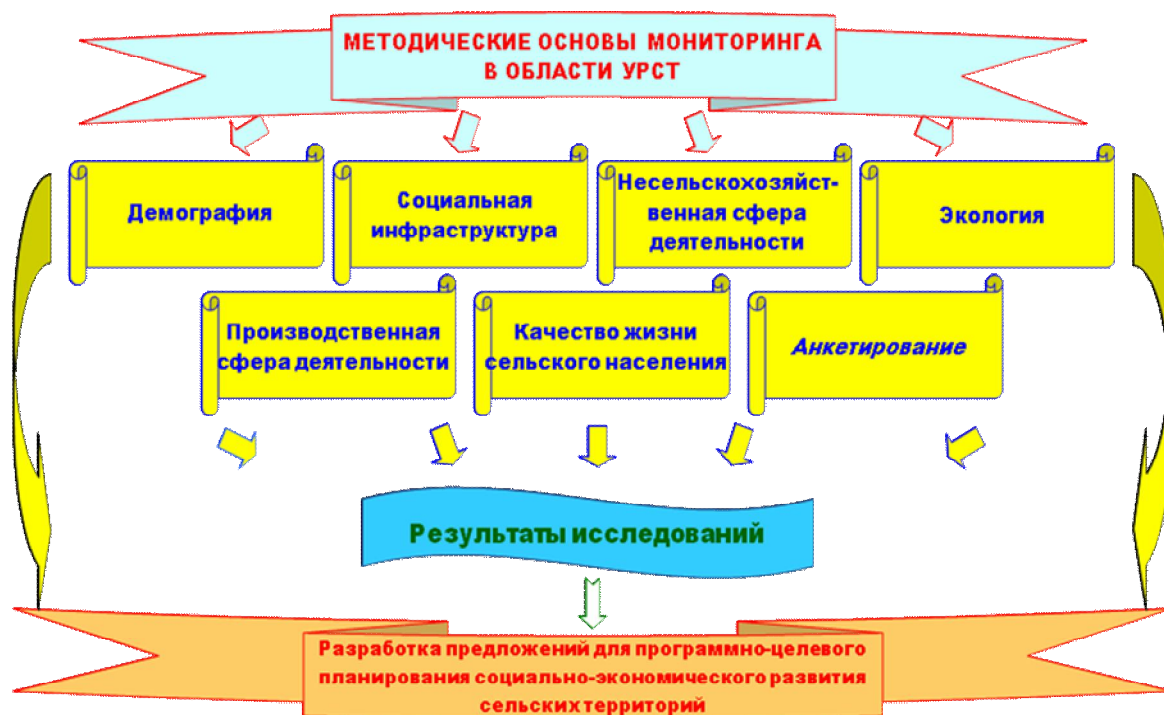 МЕТОДИЧЕСКИЕ ОСНОВЫ МОНИТОРИНГА
В ОБЛАСТИ УРСТ
Демография
Социальная
инфраструктура
Несельскохозяйст-
венная сфера
деятельности
Экология
Производственная
сфера деятельности
Качество жизни
сельского населения
Анкетирование
Результаты исследований
Разработка предложений для программно-целевого
планирования социально-экономического развития
сельских территорий